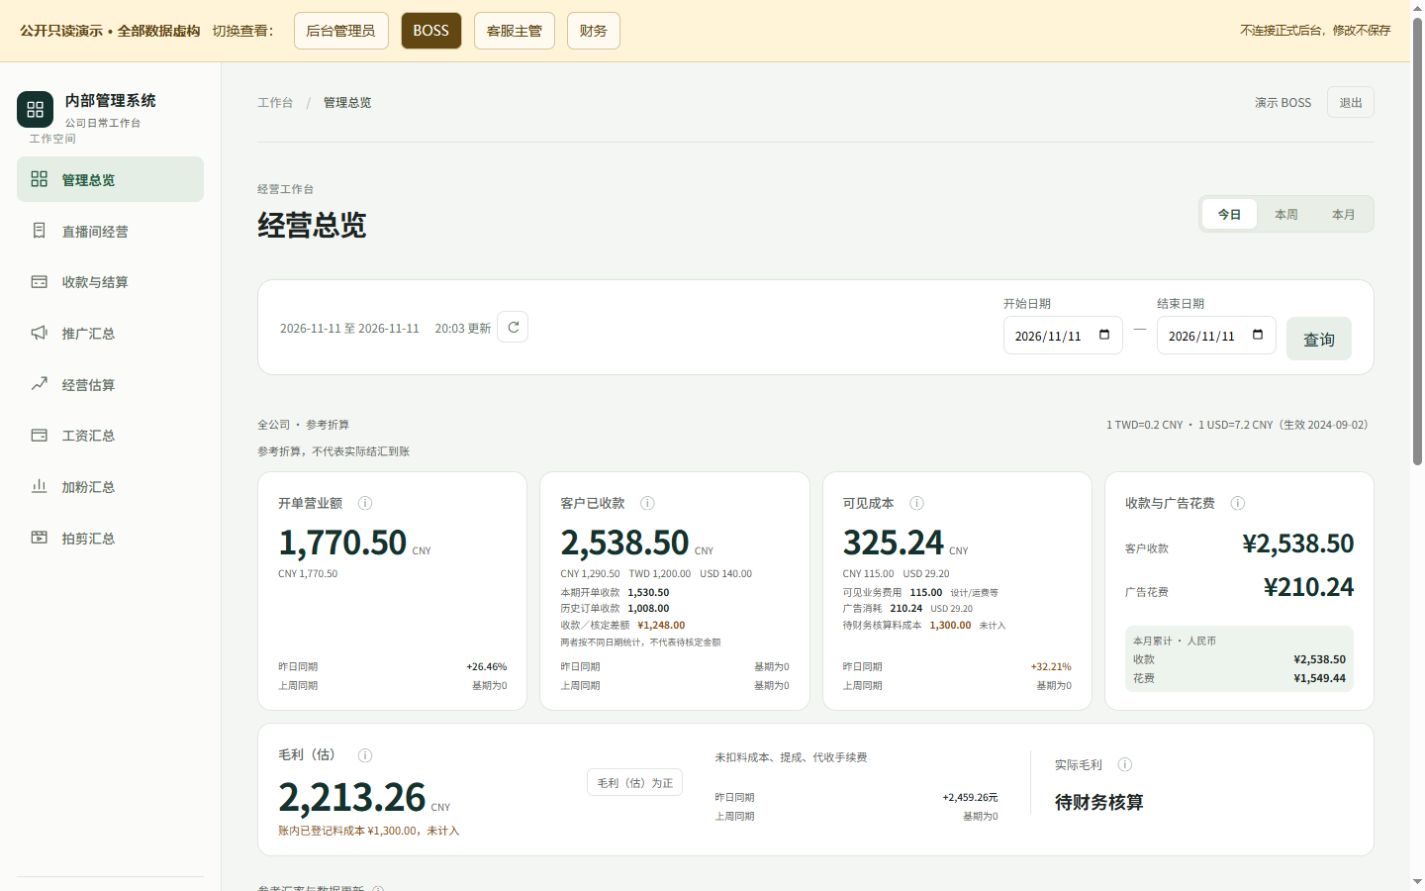 公开只读演示 • 全部数据虚构 切换查看： 后台管理员 BOSS 客服主管 财务 不连接正式后台，修改不保存
内部管理系统
公司日常工作台
工作空间
管理总览
直播间经营
收款与结算
推广汇总
经营估算
工资汇总
加粉汇总
拍剪汇总
工作台 / 管理总览 演示 BOSS 退出
经营工作台
经营总览
今日 本周 本月
2026-11-11 至 2026-11-11 20:03 更新
开始日期
2026/11/11
—
结束日期
2026/11/11
查询
全公司 · 参考折算 1 TWD=0.2 CNY · 1 USD=7.2 CNY（生效 2024-09-02）
参考折算，不代表实际结汇到账
开单营业额
1,770.50 CNY
CNY 1,770.50
昨日同期 +26.46%
上周同期 基期为0
客户已收款
2,538.50 CNY
CNY 1,290.50 TWD 1,200.00 USD 140.00
本期开单收款 1,530.50
历史订单收款 1,008.00
收款／核定差额 ¥1,248.00
两者按不同日期统计，不代表待核定金额
昨日同期 基期为0
上周同期 基期为0
可见成本
325.24 CNY
CNY 115.00 USD 29.20
可见业务费用 115.00 设计/运费等
广告消耗 210.24 USD 29.20
待财务核算料成本 1,300.00 未计入
昨日同期 +32.21%
上周同期 基期为0
收款与广告花费
客户收款 ¥2,538.50
广告花费 ¥210.24
本月累计 · 人民币
收款 ¥2,538.50
花费 ¥1,549.44
毛利（估）
2,213.26 CNY
账内已登记料成本 ¥1,300.00，未计入
毛利（估）为正
未扣料成本、提成、代收手续费
昨日同期 +2,459.26元
上周同期 基期为0
实际毛利
待财务核算
参考汇率与数据更新